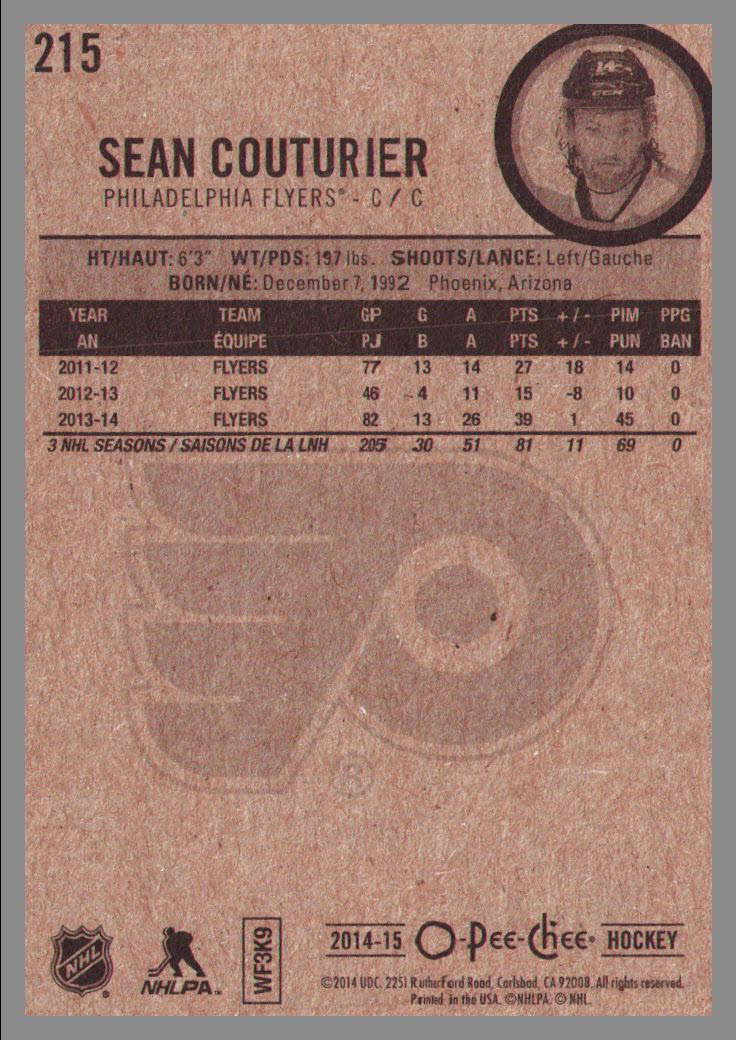 215
14
CCM
SEAN COUTURIER
PHILADELPHIA FLYERS® - C / C
HT/HAUT: 6'3" WT/PDS: 197 lbs. SHOOTS/LANCE: Left/Gauche
BORN/NÉ: December 7, 1992 Phoenix, Arizona
YEAR TEAM GP G A PTS +/- PIM PPG
AN ÉQUIPE PJ B A PTS +/- PUN BAN
2011-12 FLYERS 77 13 14 27 18 14 0
2012-13 FLYERS 46 4 11 15 -8 10 0
2013-14 FLYERS 82 13 26 39 1 45 0
3 NHL SEASONS / SAISONS DE LA LNH 205 30 51 81 11 69 0
®
NHL ®
NHLPA™
WF3K9
2014-15 O-Pee-Chee® HOCKEY
©2014 UDC. 2251 Rutherford Road, Carlsbad, CA 92008. All rights reserved.
Printed in the USA. ©NHLPA. © NHL.